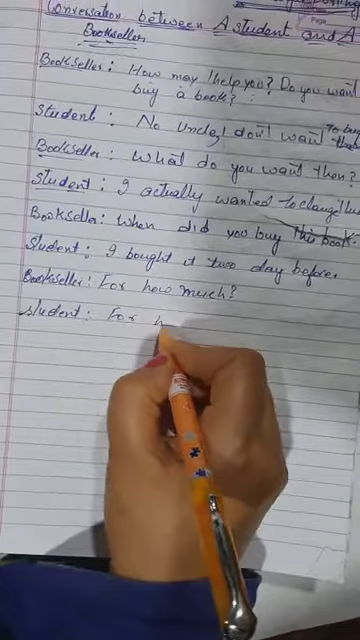 Conversation between A student and A
Bookseller
Page
Bookseller: How may I help you? Do you want
buy a book?
Student : No Uncle, I don't want To buy
Bookseller: What do you want then?
Student : I actually wanted to change
Bookseller: When did you buy this book.
Student: I bought it two day before.
Bookseller: For how much?
Student: For